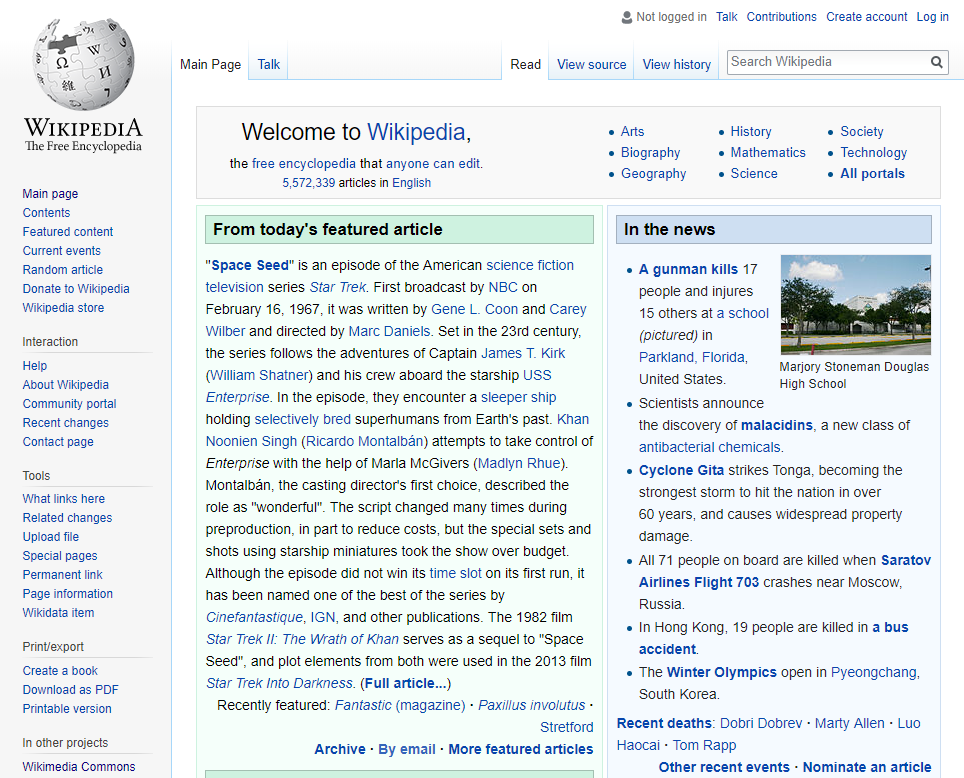 Not logged in Talk Contributions Create account Log in
Main Page Talk Read View source View history Search Wikipedia
Ω W И 維
WIKIPEDIA
The Free Encyclopedia
Main page
Contents
Featured content
Current events
Random article
Donate to Wikipedia
Wikipedia store
Interaction
Help
About Wikipedia
Community portal
Recent changes
Contact page
Tools
What links here
Related changes
Upload file
Special pages
Permanent link
Page information
Wikidata item
Print/export
Create a book
Download as PDF
Printable version
In other projects
Wikimedia Commons
Welcome to Wikipedia,
the free encyclopedia that anyone can edit.
5,572,339 articles in English
• Arts
• Biography
• Geography
• History
• Mathematics
• Science
• Society
• Technology
• All portals
From today's featured article
"Space Seed" is an episode of the American science fiction
television series Star Trek. First broadcast by NBC on
February 16, 1967, it was written by Gene L. Coon and Carey
Wilber and directed by Marc Daniels. Set in the 23rd century,
the series follows the adventures of Captain James T. Kirk
(William Shatner) and his crew aboard the starship USS
Enterprise. In the episode, they encounter a sleeper ship
holding selectively bred superhumans from Earth's past. Khan
Noonien Singh (Ricardo Montalbán) attempts to take control of
Enterprise with the help of Marla McGivers (Madlyn Rhue).
Montalbán, the casting director's first choice, described the
role as "wonderful". The script changed many times during
preproduction, in part to reduce costs, but the special sets and
shots using starship miniatures took the show over budget.
Although the episode did not win its time slot on its first run, it
has been named one of the best of the series by
Cinefantastique, IGN, and other publications. The 1982 film
Star Trek II: The Wrath of Khan serves as a sequel to "Space
Seed", and plot elements from both were used in the 2013 film
Star Trek Into Darkness. (Full article...)
Recently featured: Fantastic (magazine) · Paxillus involutus ·
Stretford
Archive · By email · More featured articles
In the news
• A gunman kills 17
people and injures
15 others at a school
(pictured) in
Parkland, Florida,
United States.
Marjory Stoneman Douglas
High School
• Scientists announce
the discovery of malacidins, a new class of
antibacterial chemicals.
• Cyclone Gita strikes Tonga, becoming the
strongest storm to hit the nation in over
60 years, and causes widespread property
damage.
• All 71 people on board are killed when Saratov
Airlines Flight 703 crashes near Moscow,
Russia.
• In Hong Kong, 19 people are killed in a bus
accident.
• The Winter Olympics open in Pyeongchang,
South Korea.
Recent deaths: Dobri Dobrev · Marty Allen · Luo
Haocai · Tom Rapp
Other recent events · Nominate an article